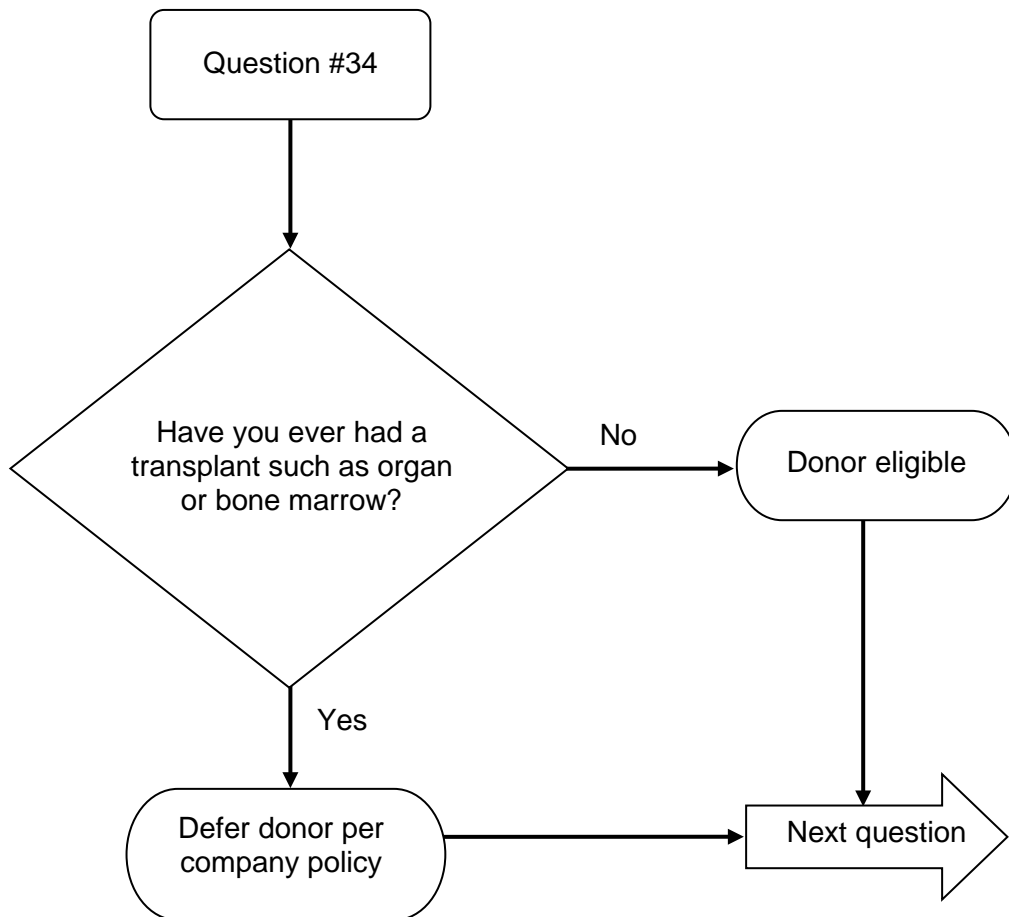 Question #34
Have you ever had a
transplant such as organ
or bone marrow?
No
Donor eligible
Yes
Defer donor per
company policy
Next question